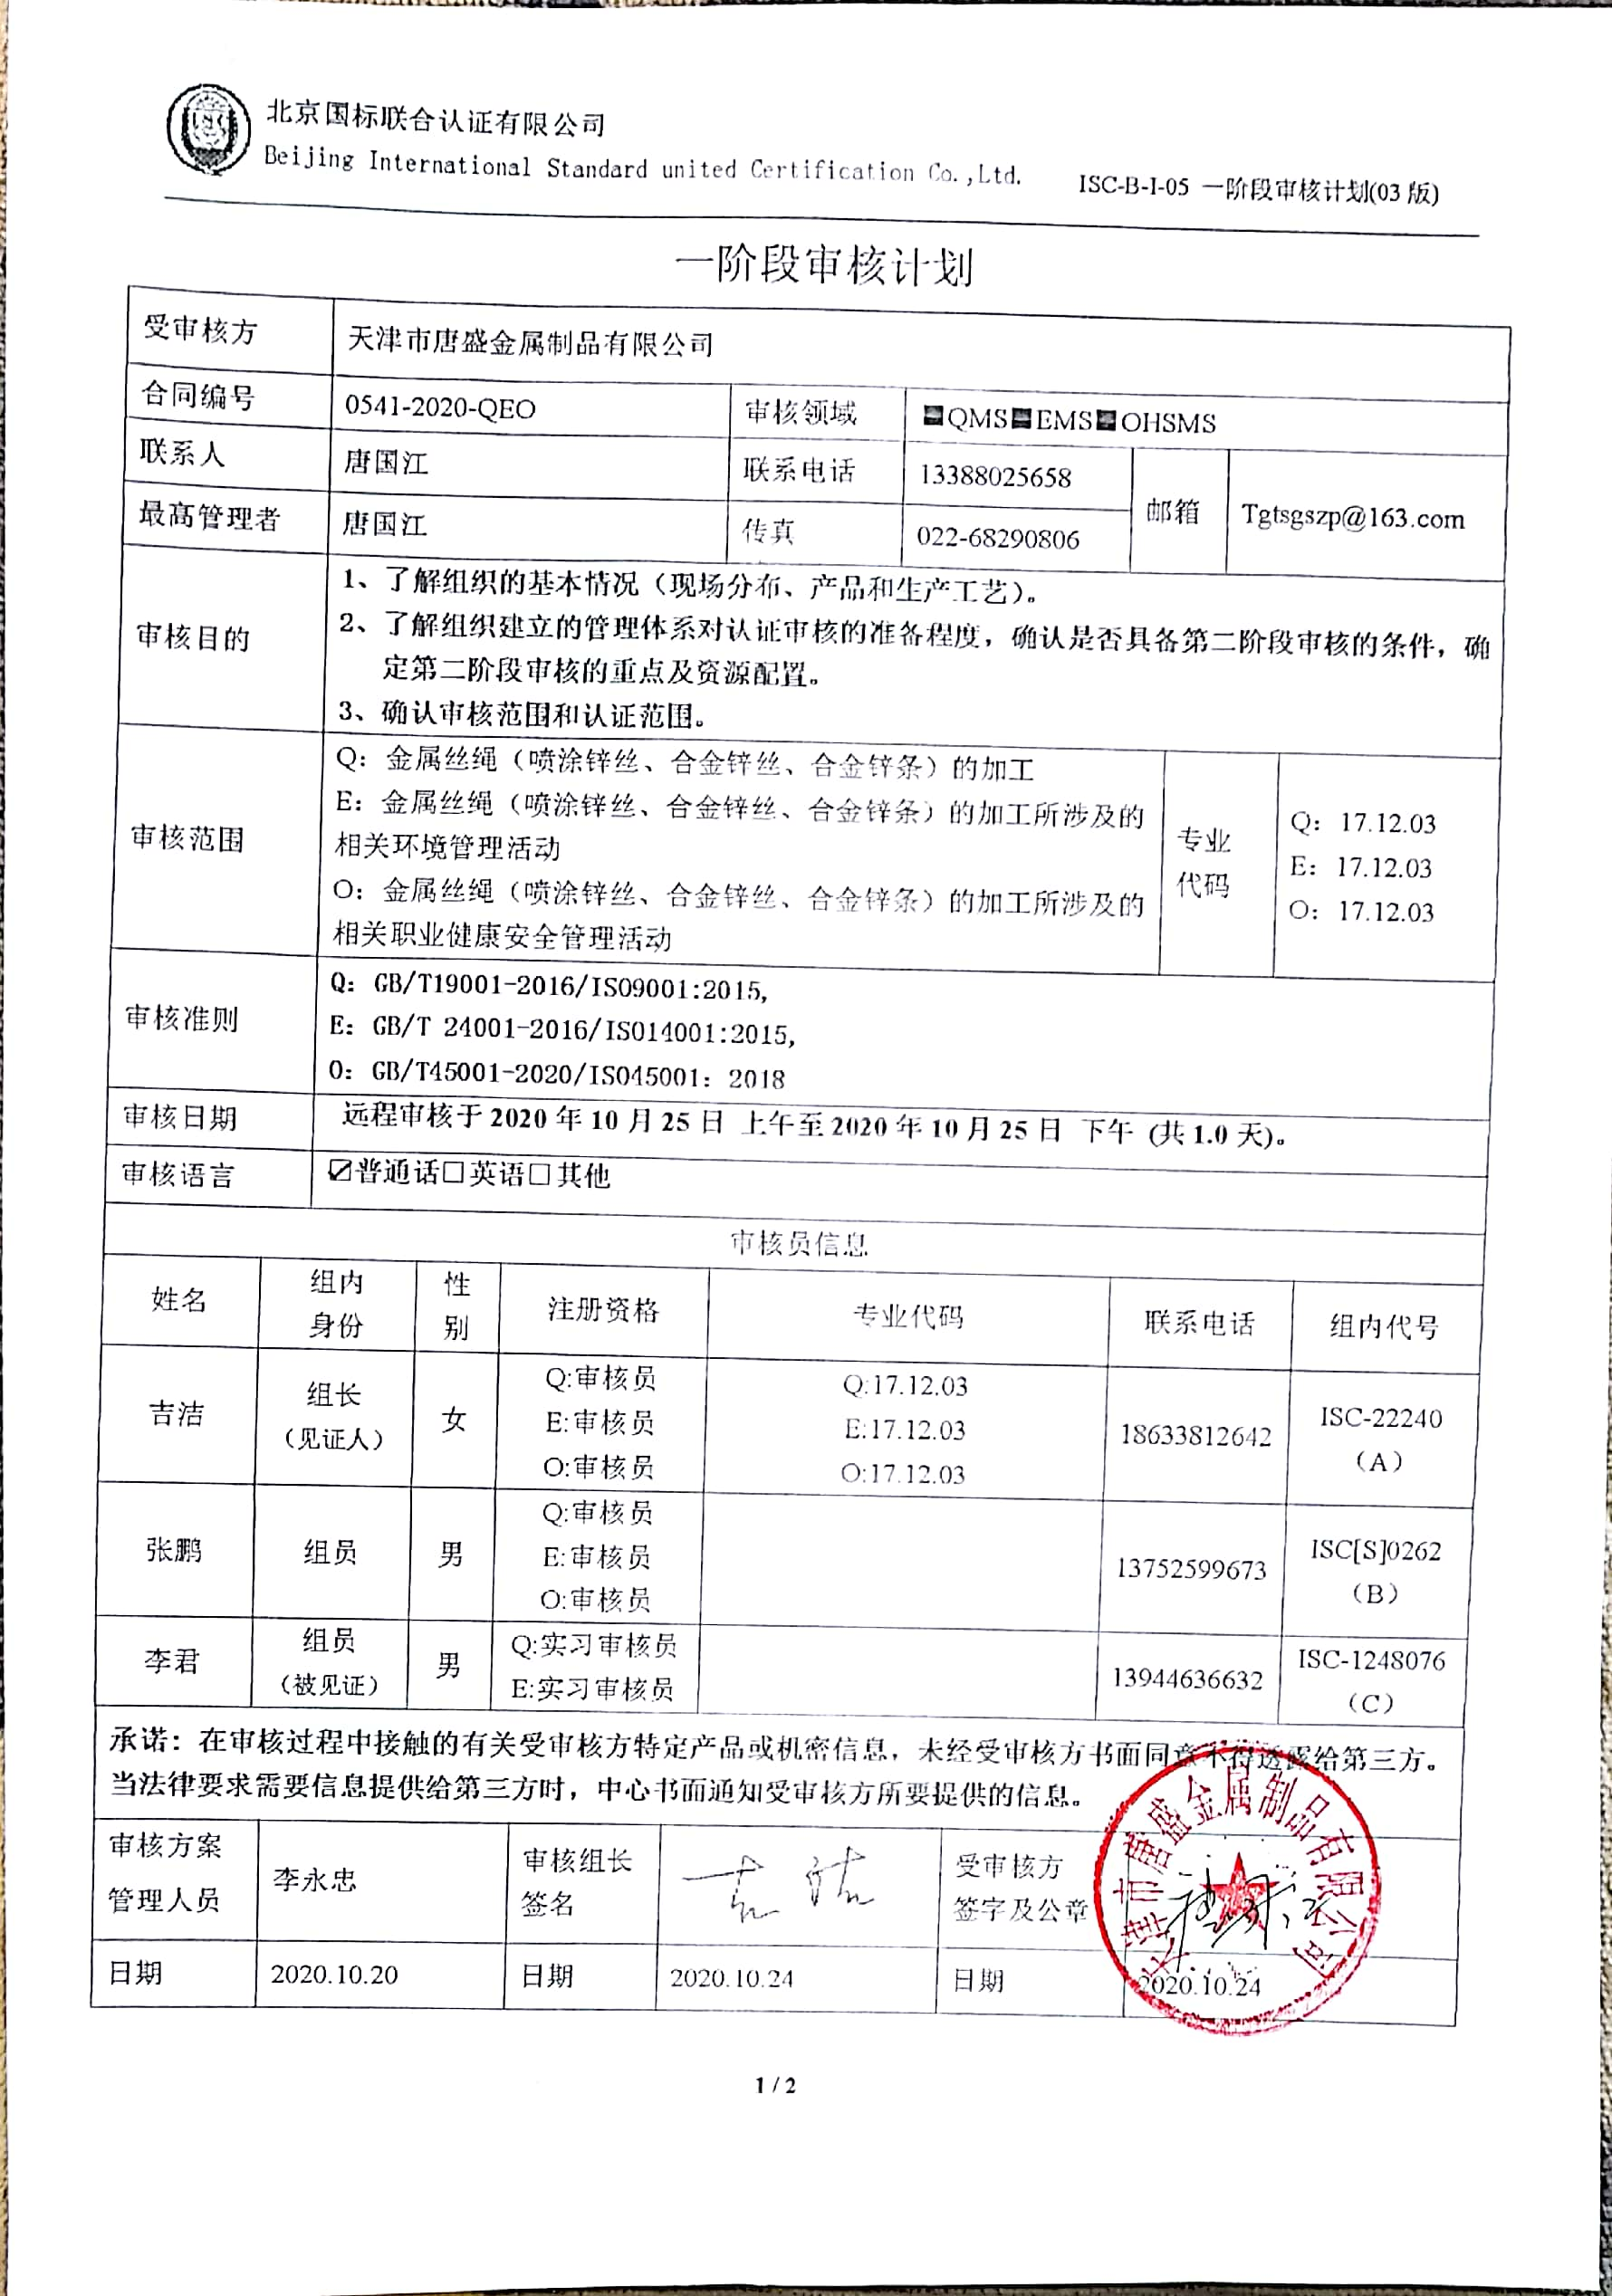 北京国标联合认证有限公司
Beijing International Standard united Certification Co.,Ltd.
ISC-B-I-05 一阶段审核计划(03 版)
一阶段审核计划
受审核方 天津市唐盛金属制品有限公司
合同编号 0541-2020-QEO 审核领域 ■QMS■EMS■OHSMS
联系人 唐国江 联系电话 13388025658 邮箱 Tgtsgszp@163.com
最高管理者 唐国江 传真 022-68290806
审核目的
1、了解组织的基本情况（现场分布、产品和生产工艺）。
2、了解组织建立的管理体系对认证审核的准备程度，确认是否具备第二阶段审核的条件，确
定第二阶段审核的重点及资源配置。
3、确认审核范围和认证范围。
审核范围
Q：金属丝绳（喷涂锌丝、合金锌丝、合金锌条）的加工
E：金属丝绳（喷涂锌丝、合金锌丝、合金锌条）的加工所涉及的
相关环境管理活动
O：金属丝绳（喷涂锌丝、合金锌丝、合金锌条）的加工所涉及的
相关职业健康安全管理活动
专业
代码
Q：17.12.03
E：17.12.03
O：17.12.03
审核准则
Q：GB/T19001-2016/ISO9001:2015,
E：GB/T 24001-2016/ISO14001:2015,
O：GB/T45001-2020/ISO45001：2018
审核日期 远程审核于 2020 年 10 月 25 日 上午至 2020 年 10 月 25 日 下午 (共 1.0 天)。
审核语言 ☑普通话□英语□其他
审核员信息
姓名 组内身份 性别 注册资格 专业代码 联系电话 组内代号
吉洁
组长
（见证人）
女
Q:审核员
E:审核员
O:审核员
Q:17.12.03
E:17.12.03
O:17.12.03
18633812642
ISC-22240
（A）
张鹏
组员
男
Q:审核员
E:审核员
O:审核员
13752599673
ISC[S]0262
（B）
李君
组员
（被见证）
男
Q:实习审核员
E:实习审核员
13944636632
ISC-1248076
（C）
承诺：在审核过程中接触的有关受审核方特定产品或机密信息，未经受审核方书面同意不得透露给第三方。
当法律要求需要信息提供给第三方时，中心书面通知受审核方所要提供的信息。
审核方案
管理人员
李永忠
审核组长
签名
吉洁
受审核方
签字及公章
天津市唐盛金属制品有限公司
日期 2020.10.20 日期 2020.10.24 日期 2020.10.24
1 / 2